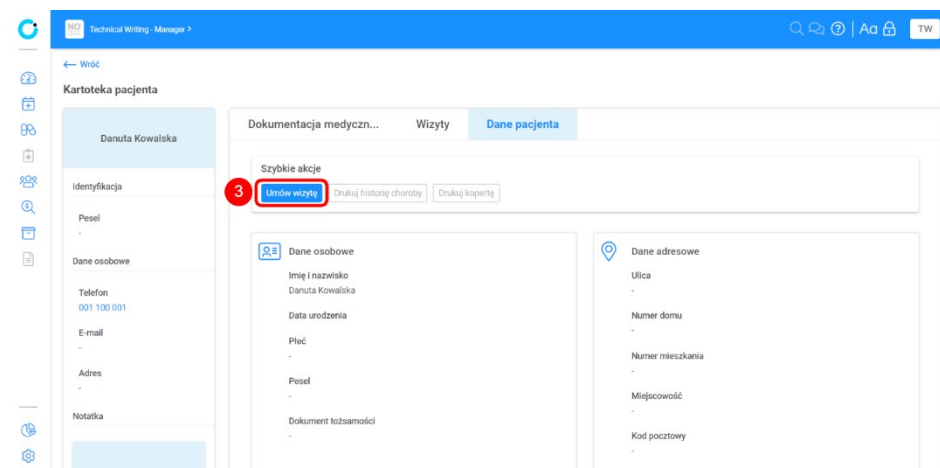 NO
Technical Writing - Manager >
Aa
TW
← Wróć
Kartoteka pacjenta
Danuta Kowalska
Identyfikacja
Pesel
-
Dane osobowe
Telefon
001 100 001
E-mail
-
Adres
-
Notatka
Dokumentacja medyczn...
Wizyty
Dane pacjenta
Szybkie akcje
3
Umów wizytę
Drukuj historię choroby
Drukuj kopertę
Dane osobowe
Imię i nazwisko
Danuta Kowalska
Data urodzenia
Płeć
-
Pesel
-
Dokument tożsamości
-
Dane adresowe
Ulica
-
Numer domu
-
Numer mieszkania
-
Miejscowość
-
Kod pocztowy
-